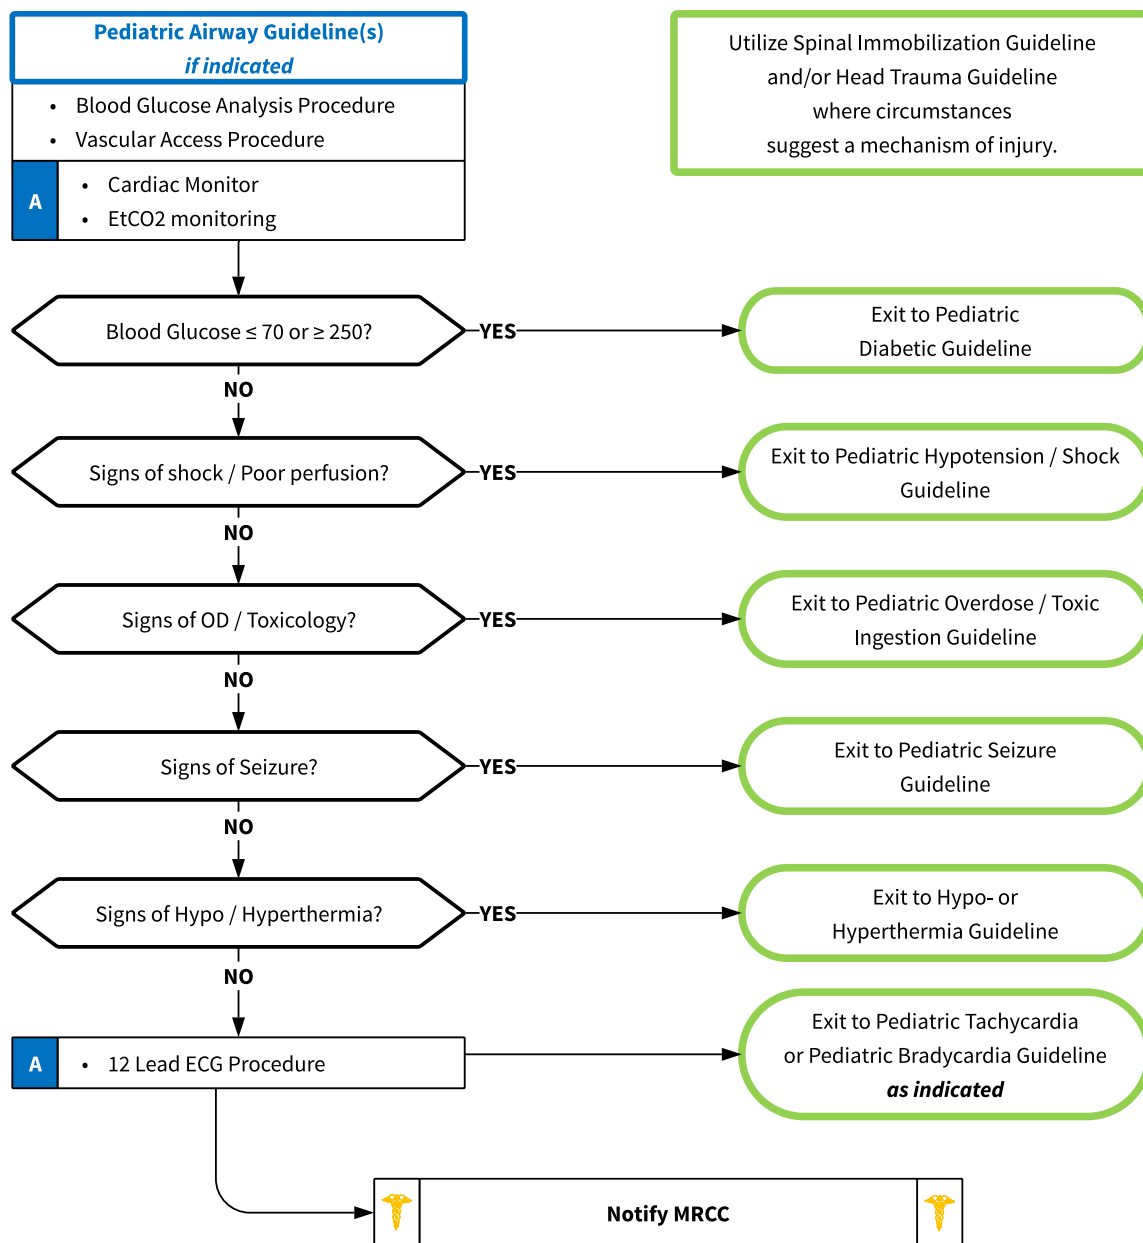 Pediatric Airway Guideline(s)
if indicated
• Blood Glucose Analysis Procedure
• Vascular Access Procedure
A
• Cardiac Monitor
• EtCO2 monitoring
Utilize Spinal Immobilization Guideline
and/or Head Trauma Guideline
where circumstances
suggest a mechanism of injury.
Blood Glucose ≤ 70 or ≥ 250?
YES
Exit to Pediatric
Diabetic Guideline
NO
Signs of shock / Poor perfusion?
YES
Exit to Pediatric Hypotension / Shock
Guideline
NO
Signs of OD / Toxicology?
YES
Exit to Pediatric Overdose / Toxic
Ingestion Guideline
NO
Signs of Seizure?
YES
Exit to Pediatric Seizure
Guideline
NO
Signs of Hypo / Hyperthermia?
YES
Exit to Hypo- or
Hyperthermia Guideline
NO
A
• 12 Lead ECG Procedure
Exit to Pediatric Tachycardia
or Pediatric Bradycardia Guideline
as indicated
Notify MRCC